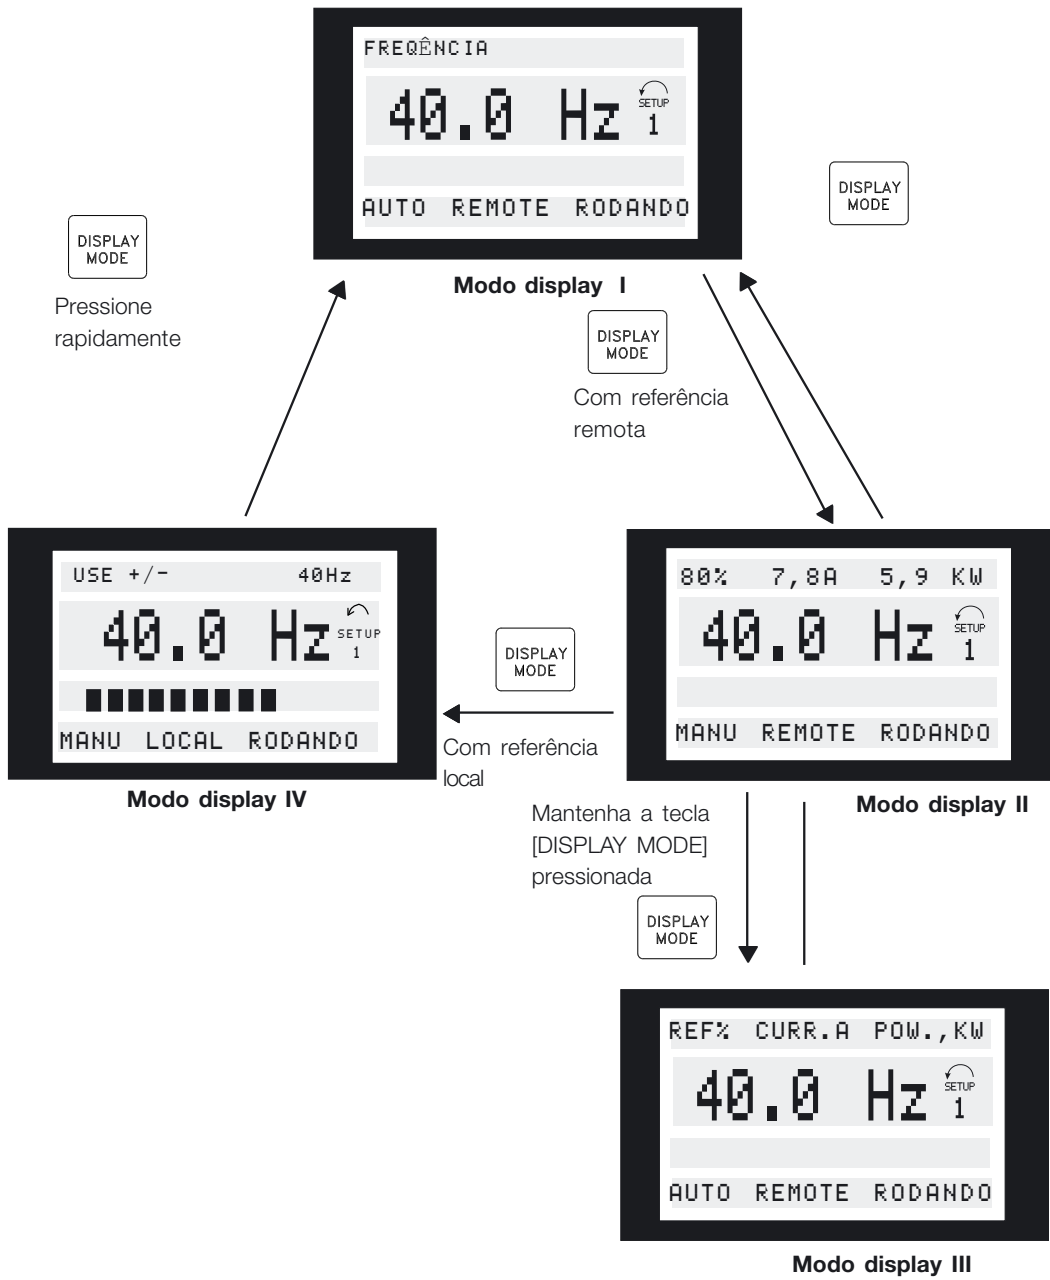 FREQÊNCIA
40.0 Hz
SETUP
1
AUTO REMOTE RODANDO
Modo display I
DISPLAY
MODE
DISPLAY
MODE
Pressione
rapidamente
DISPLAY
MODE
Com referência
remota
USE +/- 40Hz
40.0 Hz
SETUP
1
MANU LOCAL RODANDO
Modo display IV
DISPLAY
MODE
Com referência
local
80% 7,8A 5,9 KW
40.0 Hz
SETUP
1
MANU REMOTE RODANDO
Modo display II
Mantenha a tecla
[DISPLAY MODE]
pressionada
DISPLAY
MODE
REF% CURR.A POW.,KW
40.0 Hz
SETUP
1
AUTO REMOTE RODANDO
Modo display III